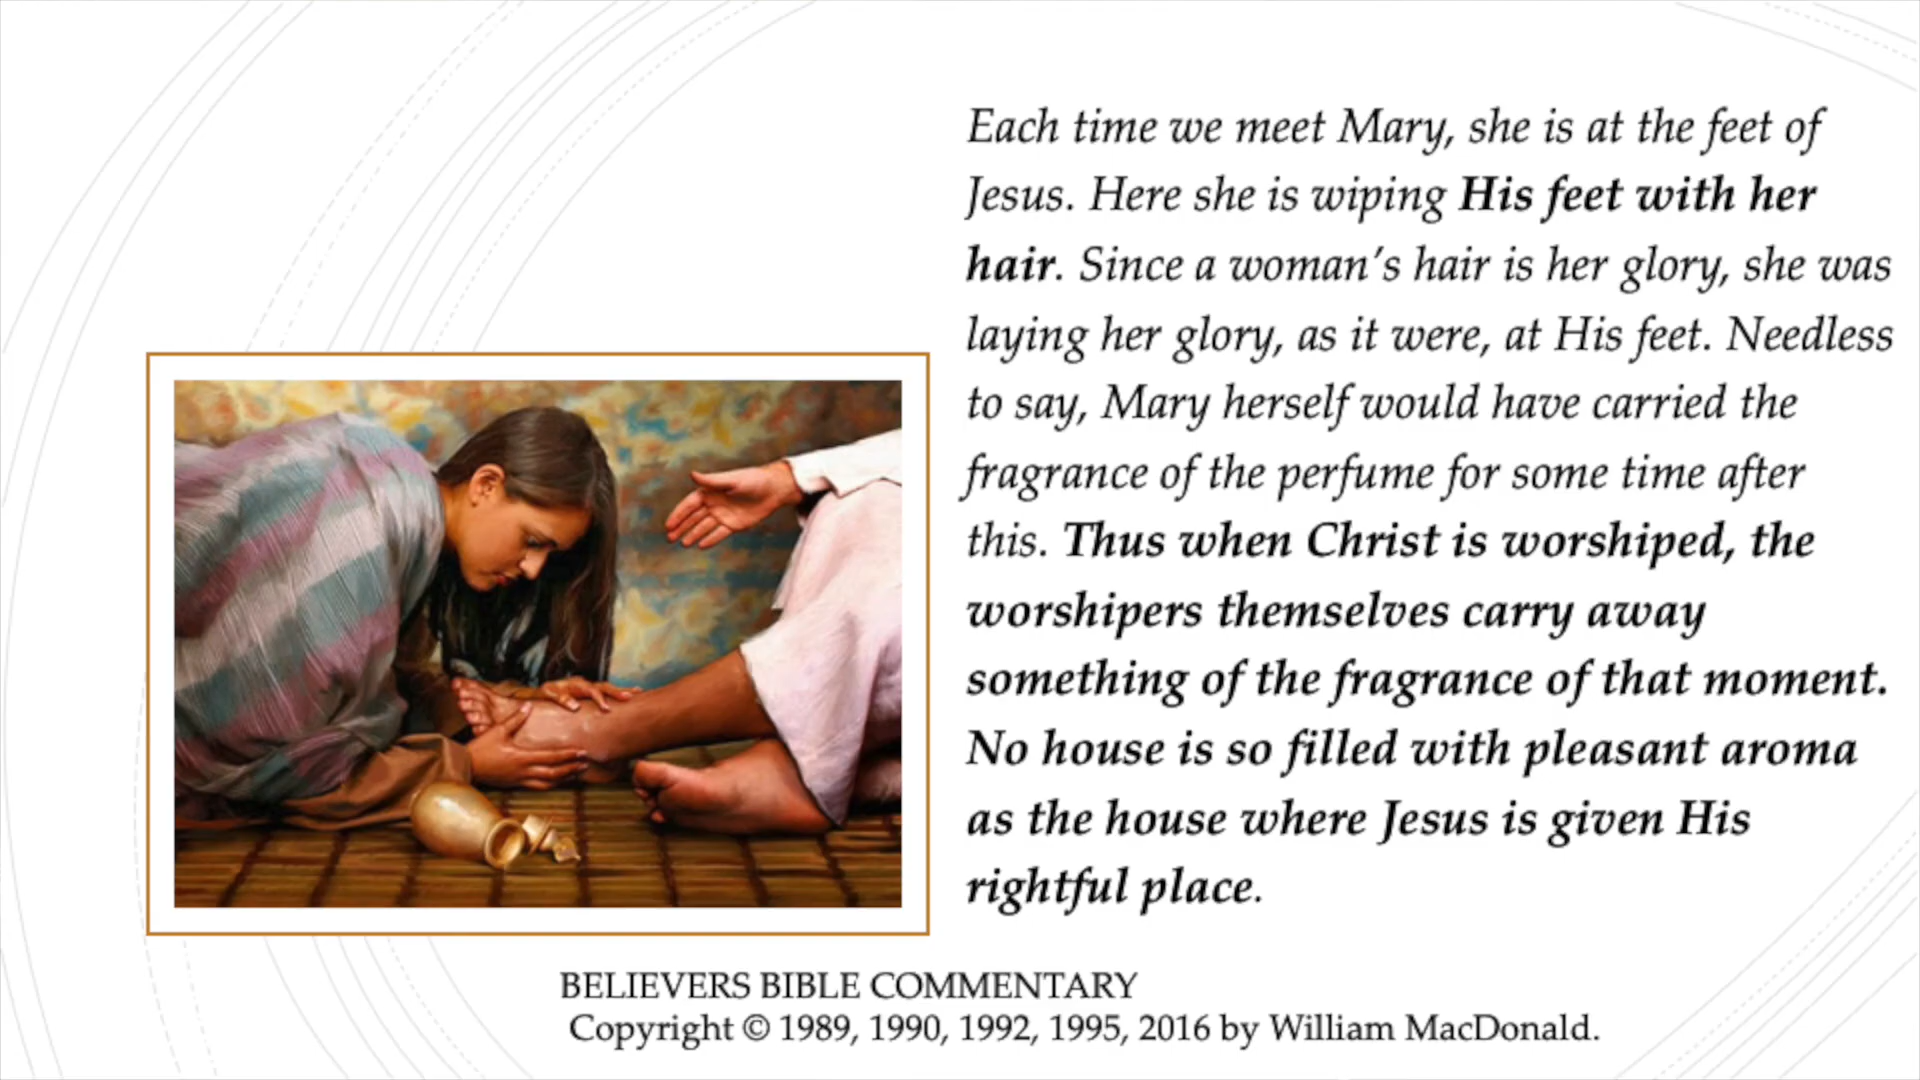 Each time we meet Mary, she is at the feet of
Jesus. Here she is wiping His feet with her
hair. Since a woman’s hair is her glory, she was
laying her glory, as it were, at His feet. Needless
to say, Mary herself would have carried the
fragrance of the perfume for some time after
this. Thus when Christ is worshiped, the
worshipers themselves carry away
something of the fragrance of that moment.
No house is so filled with pleasant aroma
as the house where Jesus is given His
rightful place.
BELIEVERS BIBLE COMMENTARY
Copyright © 1989, 1990, 1992, 1995, 2016 by William MacDonald.